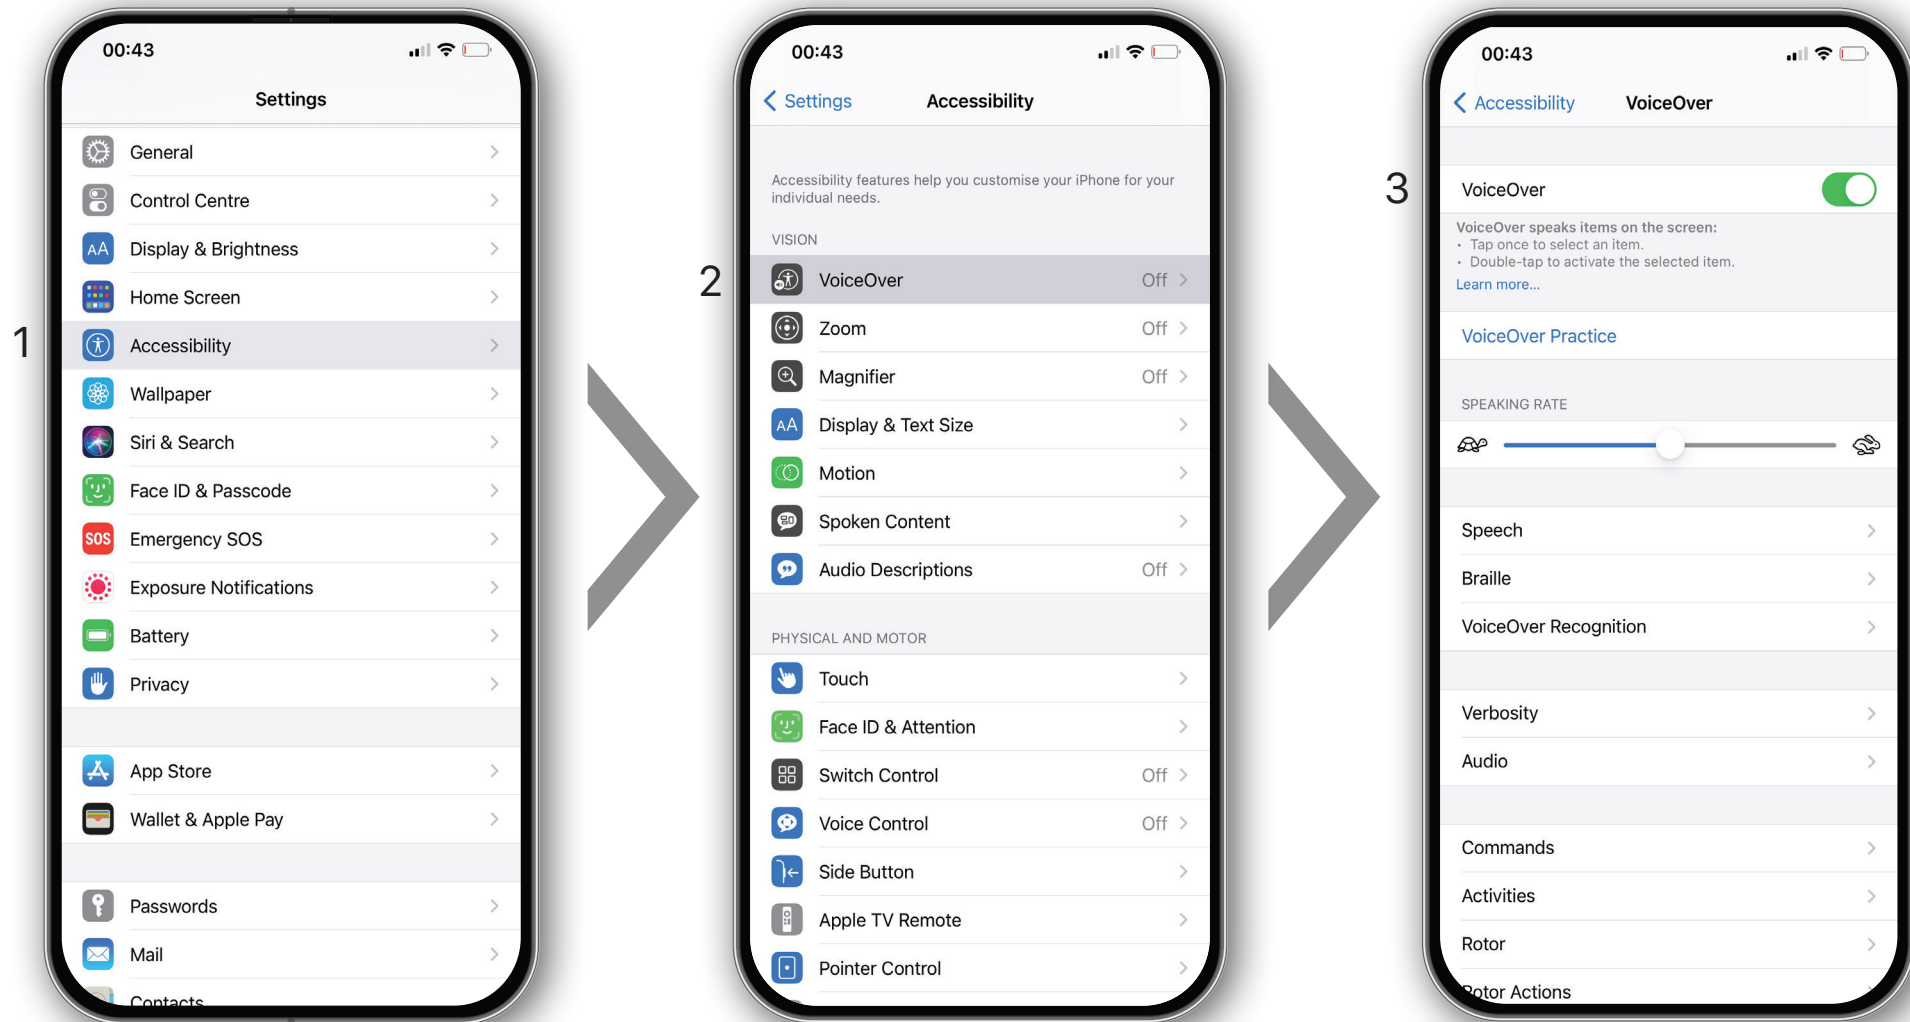 00:43
Settings
General
Control Centre
AA Display & Brightness
Home Screen
1
Accessibility
Wallpaper
Siri & Search
Face ID & Passcode
SOS Emergency SOS
Exposure Notifications
Battery
Privacy
App Store
Wallet & Apple Pay
Passwords
Mail
Contacts
00:43
Settings
Accessibility
Accessibility features help you customise your iPhone for your
individual needs.
VISION
2
VoiceOver Off
Zoom Off
Magnifier Off
AA Display & Text Size
Motion
Spoken Content
Audio Descriptions Off
PHYSICAL AND MOTOR
Touch
Face ID & Attention
Switch Control Off
Voice Control Off
Side Button
Apple TV Remote
Pointer Control
00:43
Accessibility
VoiceOver
3
VoiceOver
VoiceOver speaks items on the screen:
• Tap once to select an item.
• Double-tap to activate the selected item.
Learn more...
VoiceOver Practice
SPEAKING RATE
Speech
Braille
VoiceOver Recognition
Verbosity
Audio
Commands
Activities
Rotor
Rotor Actions